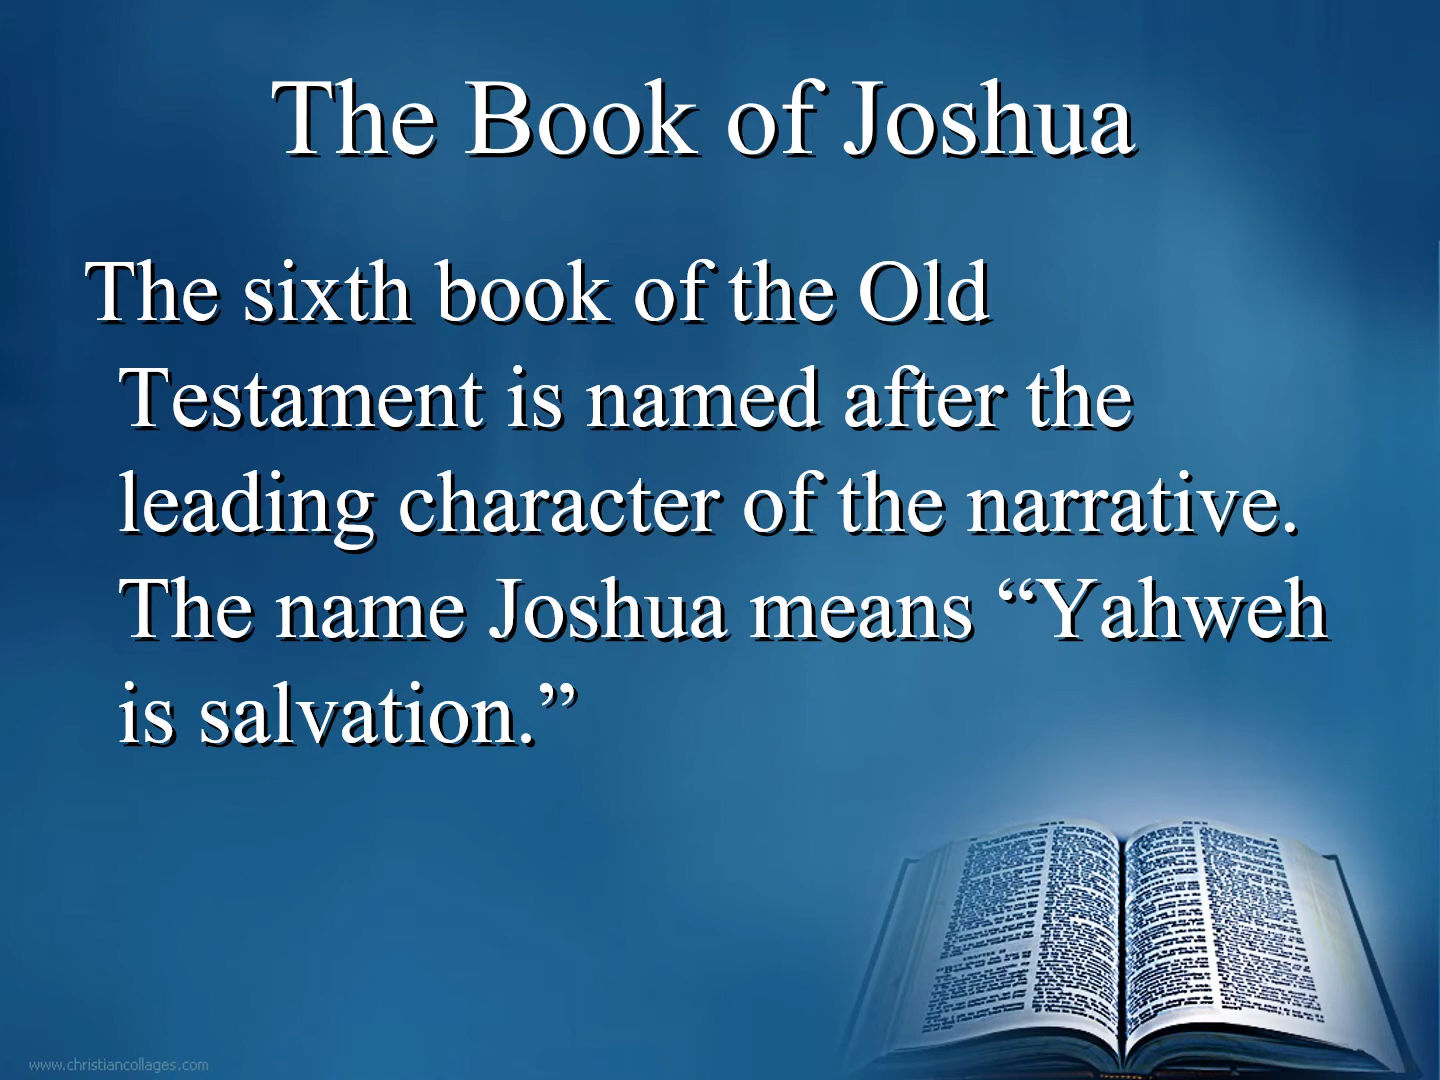 The Book of Joshua
The sixth book of the Old
Testament is named after the
leading character of the narrative.
The name Joshua means “Yahweh
is salvation.”
www.christiancollages.com